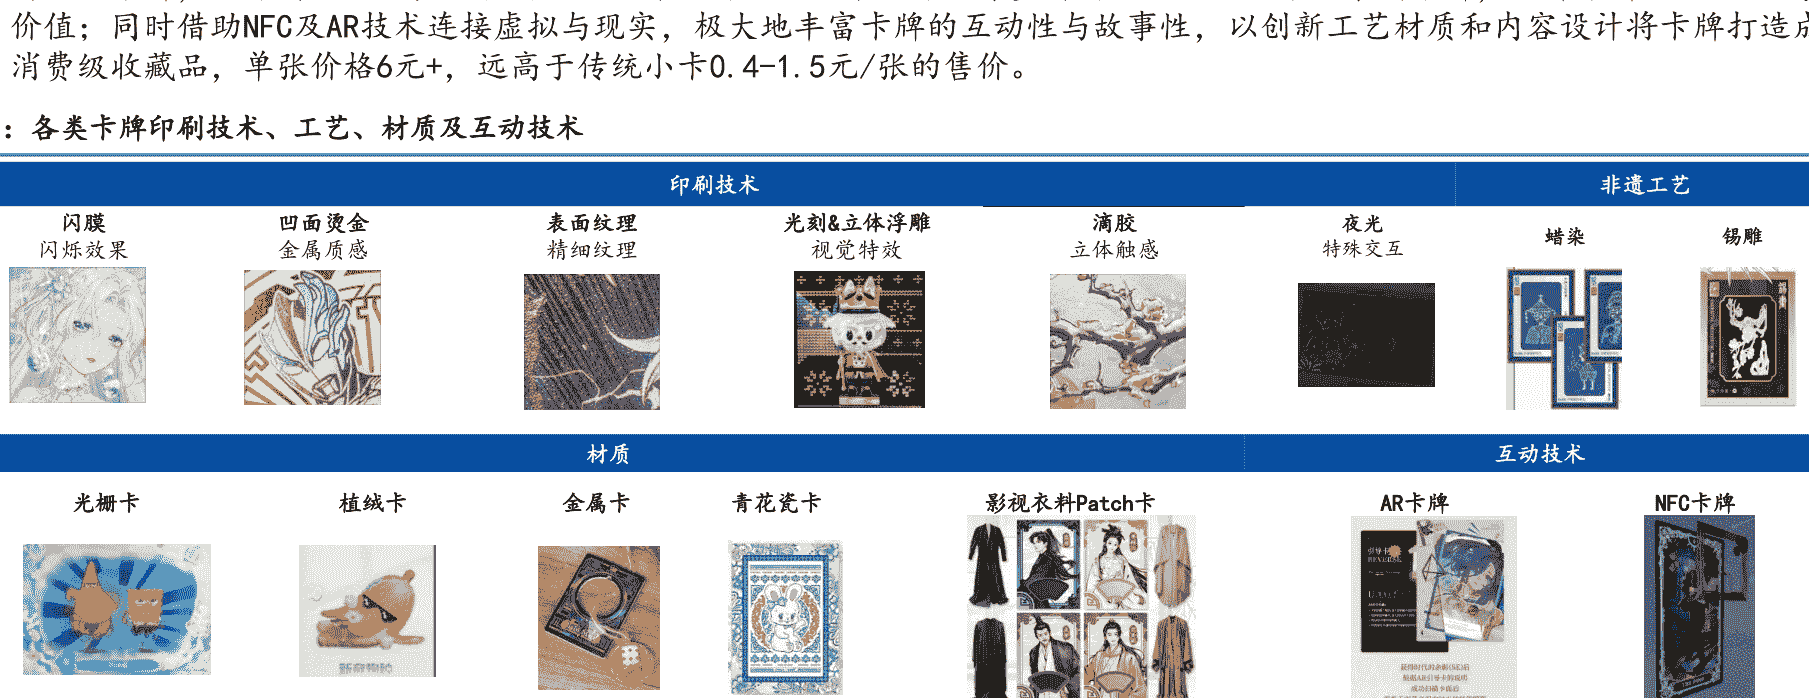 价值；同时借助NFC及AR技术连接虚拟与现实，极大地丰富卡牌的互动性与故事性，以创新工艺材质和内容设计将卡牌打造成
消费级收藏品，单张价格6元+，远高于传统小卡0.4-1.5元/张的售价。
：各类卡牌印刷技术、工艺、材质及互动技术
印刷技术 非遗工艺
闪膜 凹面烫金 表面纹理 光刻&立体浮雕 滴胶 夜光 蜡染 锡雕
闪烁效果 金属质感 精细纹理 视觉特效 立体触感 特殊交互
材质 互动技术
光栅卡 植绒卡 金属卡 青花瓷卡 影视衣料Patch卡 AR卡牌 NFC卡牌